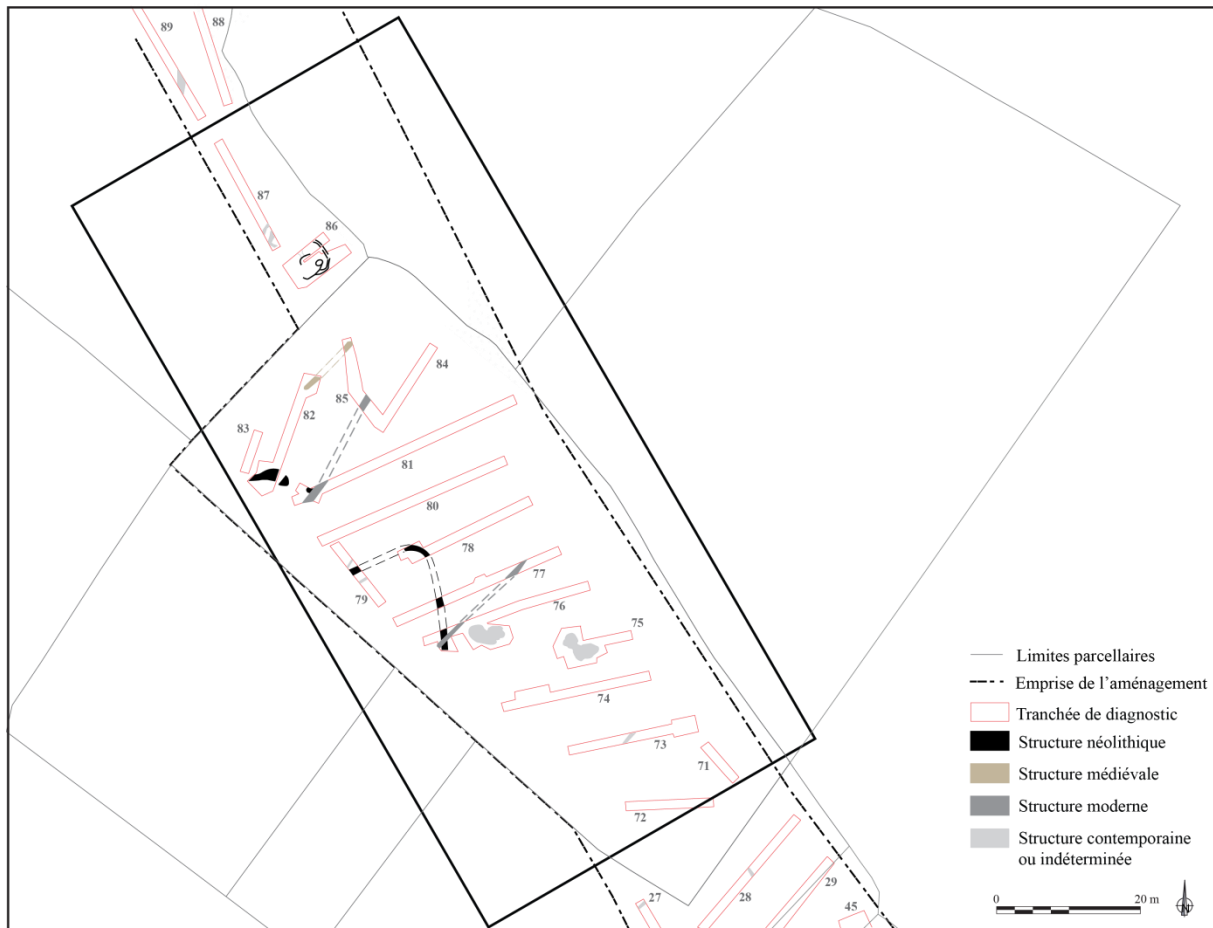 89
88
87
86
84
85
82
83
81
80
78
79
77
76
75
74
73
71
72
27
28
29
45
Limites parcellaires
Emprise de l'aménagement
Tranchée de diagnostic
Structure néolithique
Structure médiévale
Structure moderne
Structure contemporaine
ou indéterminée
0 20 m
N